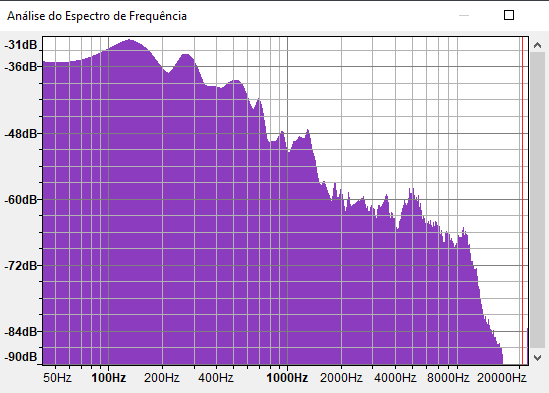 Análise do Espectro de Frequência
-31dB
-36dB
-48dB
-60dB
-72dB
-84dB
-90dB
50Hz 100Hz 200Hz 400Hz 1000Hz 2000Hz 4000Hz 8000Hz 20000Hz